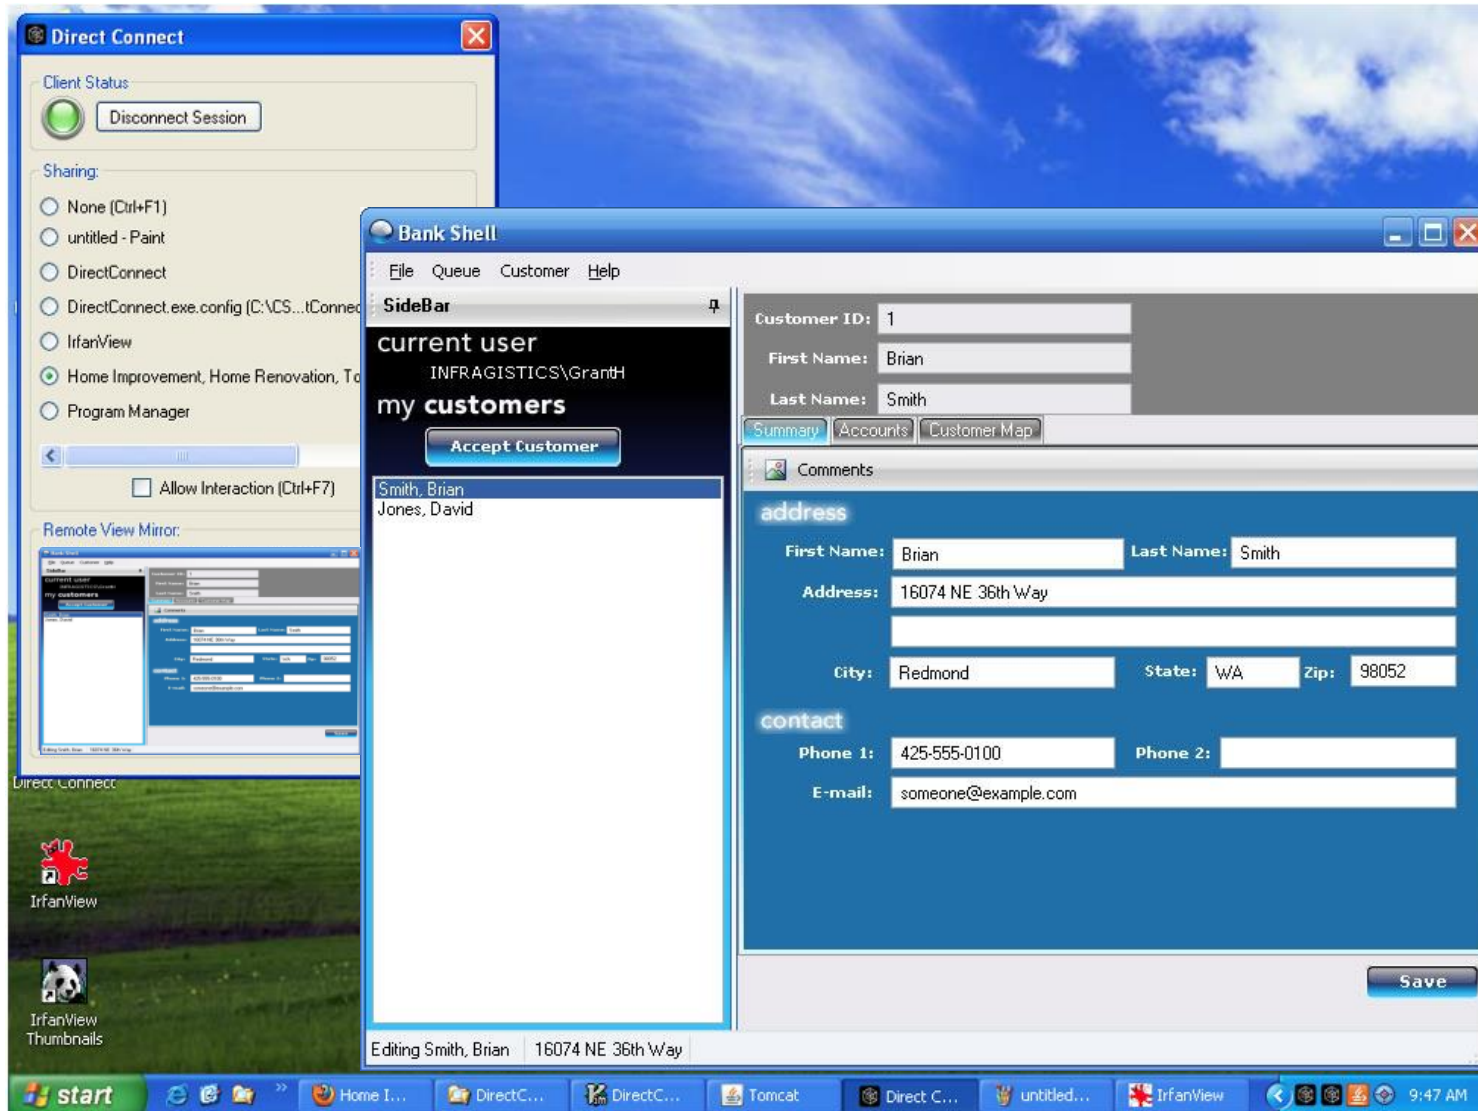 Direct Connect
Client Status
Disconnect Session
Sharing:
None (Ctrl+F1)
untitled - Paint
DirectConnect
DirectConnect.exe.config (C:\CS...tConnec
IrfanView
Home Improvement, Home Renovation, To
Program Manager
Allow Interaction (Ctrl+F7)
Remote View Mirror:
Bank Shell
File Queue Customer Help
SideBar
current user
INFRAGISTICS\GrantH
my customers
Accept Customer
Smith, Brian
Jones, David
Customer ID: 1
First Name: Brian
Last Name: Smith
Summary Accounts Customer Map
Comments
address
First Name: Brian Last Name: Smith
Address: 16074 NE 36th Way
City: Redmond State: WA Zip: 98052
contact
Phone 1: 425-555-0100 Phone 2:
E-mail: someone@example.com
Save
Editing Smith, Brian 16074 NE 36th Way
Direct Connect
IrfanView
IrfanView
Thumbnails
start Home I... DirectC... DirectC... Tomcat Direct C... untitled... IrfanView 9:47 AM